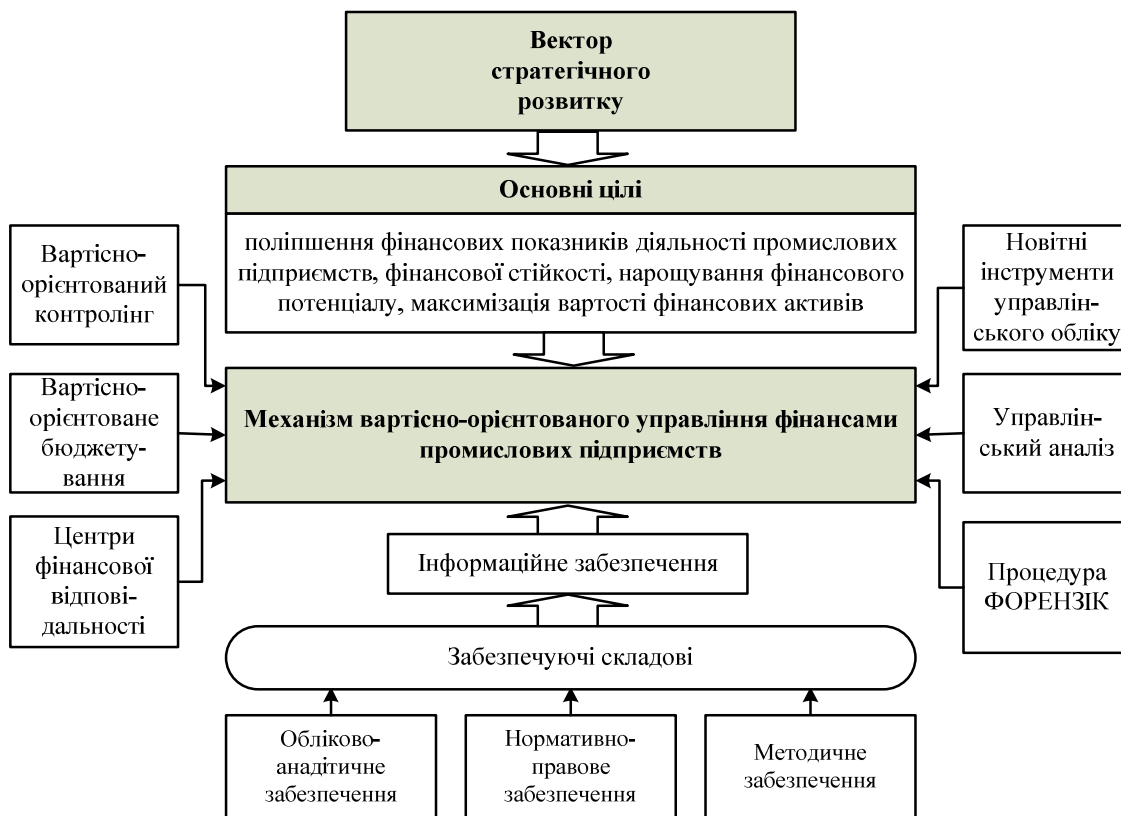 Вектор
стратегічного
розвитку
Основні цілі
поліпшення фінансових показників діяльності промислових
підприємств, фінансової стійкості, нарощування фінансового
потенціалу, максимізація вартості фінансових активів
Вартісно-
орієнтований
контролінг
Новітні
інструменти
управлін-
ського обліку
Вартісно-
орієнтоване
бюджету-
вання
Механізм вартісно-орієнтованого управління фінансами
промислових підприємств
Управлін-
ський аналіз
Центри
фінансової
відпові-
дальності
Інформаційне забезпечення
Процедура
ФОРЕНЗІК
Забезпечуючі складові
Обліково-
анадітичне
забезпечення
Нормативно-
правове
забезпечення
Методичне
забезпечення